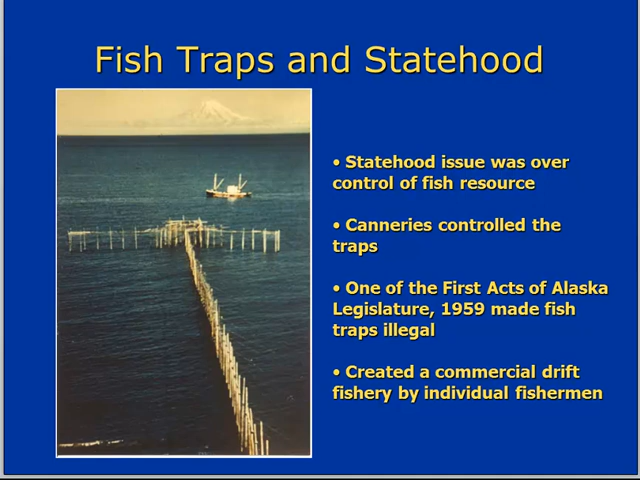 Fish Traps and Statehood
• Statehood issue was over
control of fish resource
• Canneries controlled the
traps
• One of the First Acts of Alaska
Legislature, 1959 made fish
traps illegal
• Created a commercial drift
fishery by individual fishermen